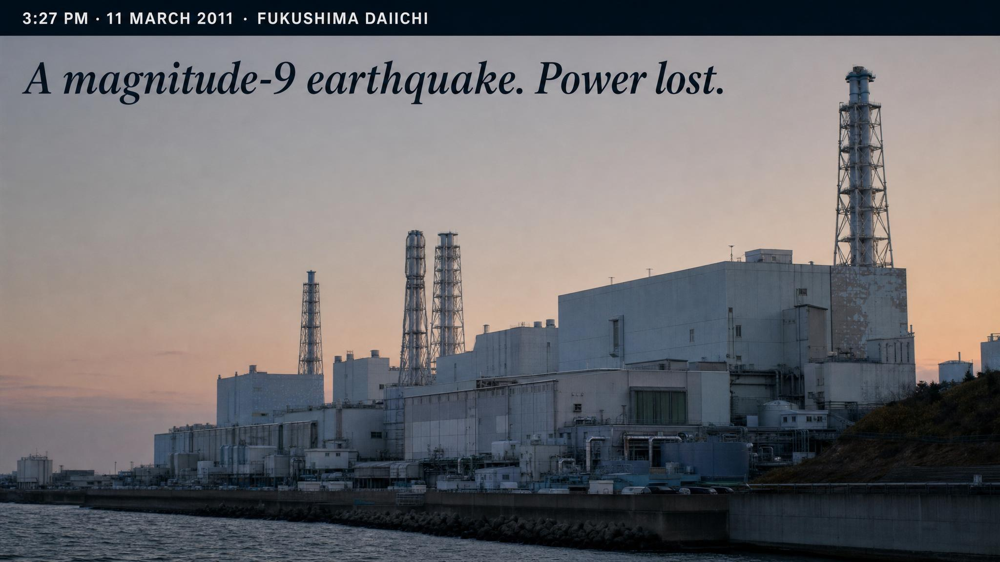 3:27 PM · 11 MARCH 2011 · FUKUSHIMA DAIICHI
A magnitude-9 earthquake. Power lost.